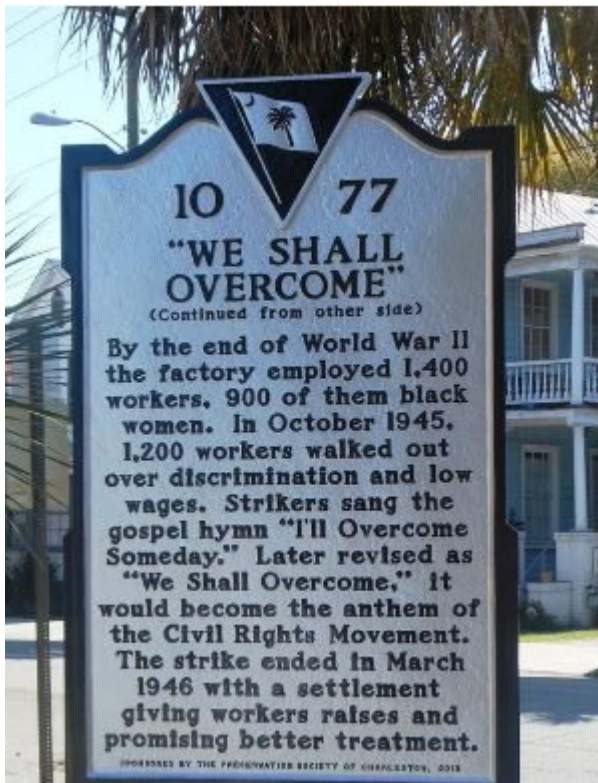 10 77
"WE SHALL
OVERCOME"
(Continued from other side)
By the end of World War II
the factory employed 1,400
workers, 900 of them black
women. In October 1945,
1,200 workers walked out
over discrimination and low
wages. Strikers sang the
gospel hymn "I'll Overcome
Someday." Later revised as
"We Shall Overcome," it
would become the anthem of
the Civil Rights Movement.
The strike ended in March
1946 with a settlement
giving workers raises and
promising better treatment.
SPONSORED BY THE PRESERVATION SOCIETY OF CHARLESTON, 2013